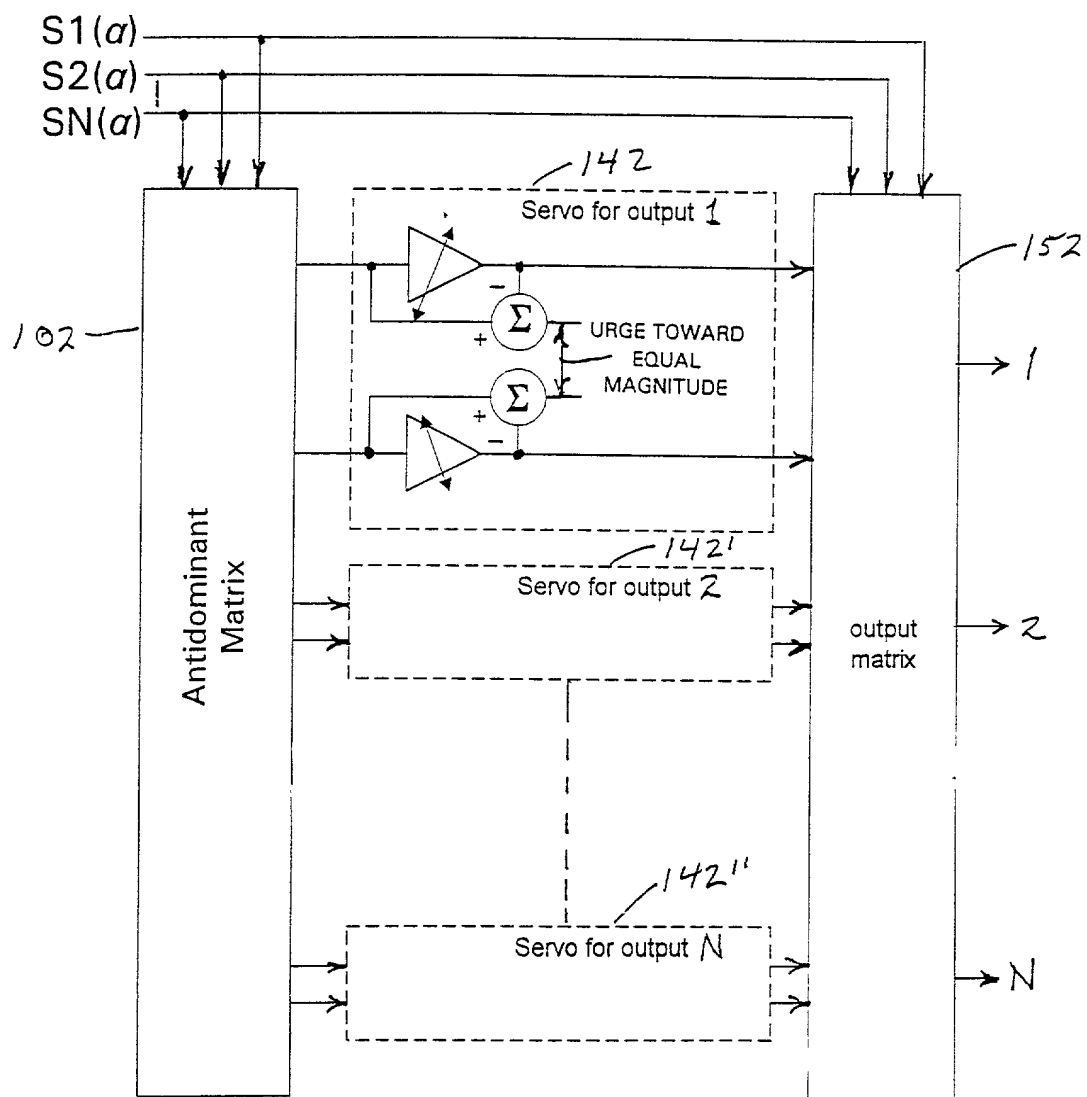 S1(α)
S2(α)
SN(α)
142
Servo for output 1
152
102
−
Σ
+
URGE TOWARD
EQUAL
MAGNITUDE
Σ
+
−
1
Antidominant
Matrix
142'
Servo for output 2
output
matrix
2
142''
Servo for output N
N